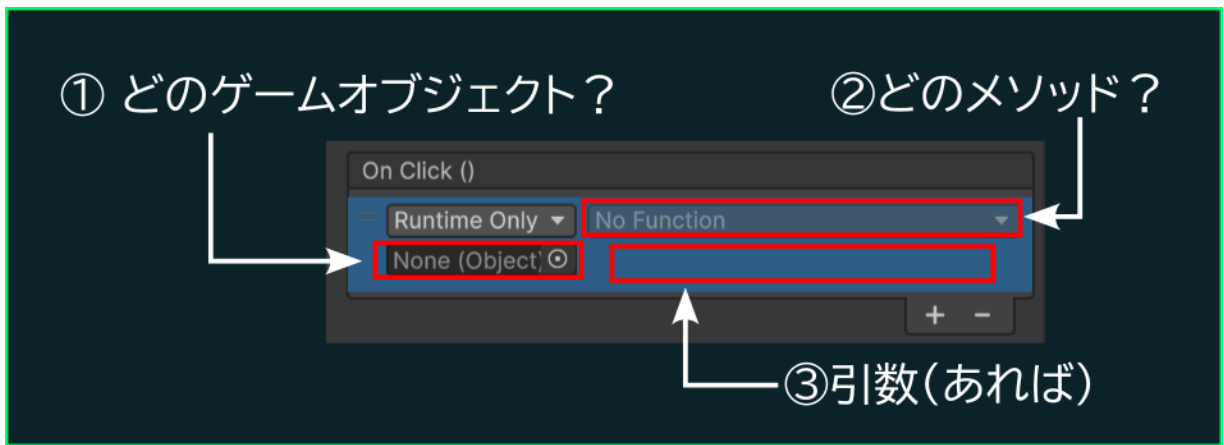 ① どのゲームオブジェクト?
②どのメソッド?
On Click ()
Runtime Only
No Function
None (Object)
+ -
③引数(あれば)